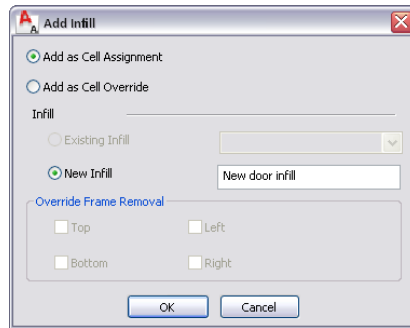 Add Infill
Add as Cell Assignment
Add as Cell Override
Infill
Existing Infill
New Infill
New door infill
Override Frame Removal
Top
Left
Bottom
Right
OK
Cancel